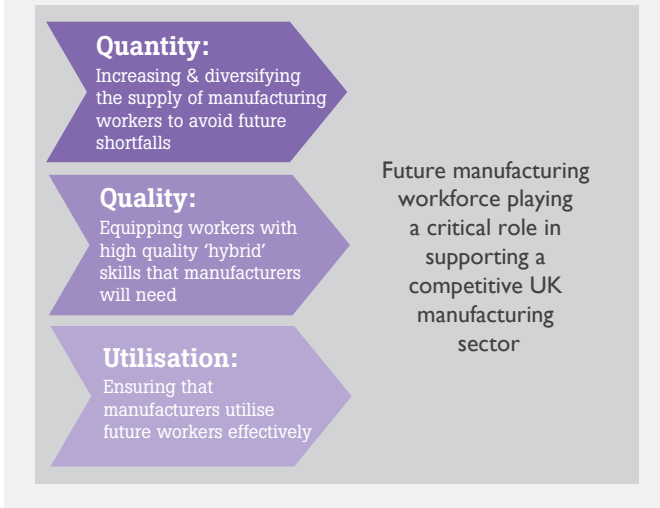 Quantity:
Increasing & diversifying
the supply of manufacturing
workers to avoid future
shortfalls
Quality:
Equipping workers with
high quality ‘hybrid’
skills that manufacturers
will need
Utilisation:
Ensuring that
manufacturers utilise
future workers effectively
Future manufacturing
workforce playing
a critical role in
supporting a
competitive UK
manufacturing
sector